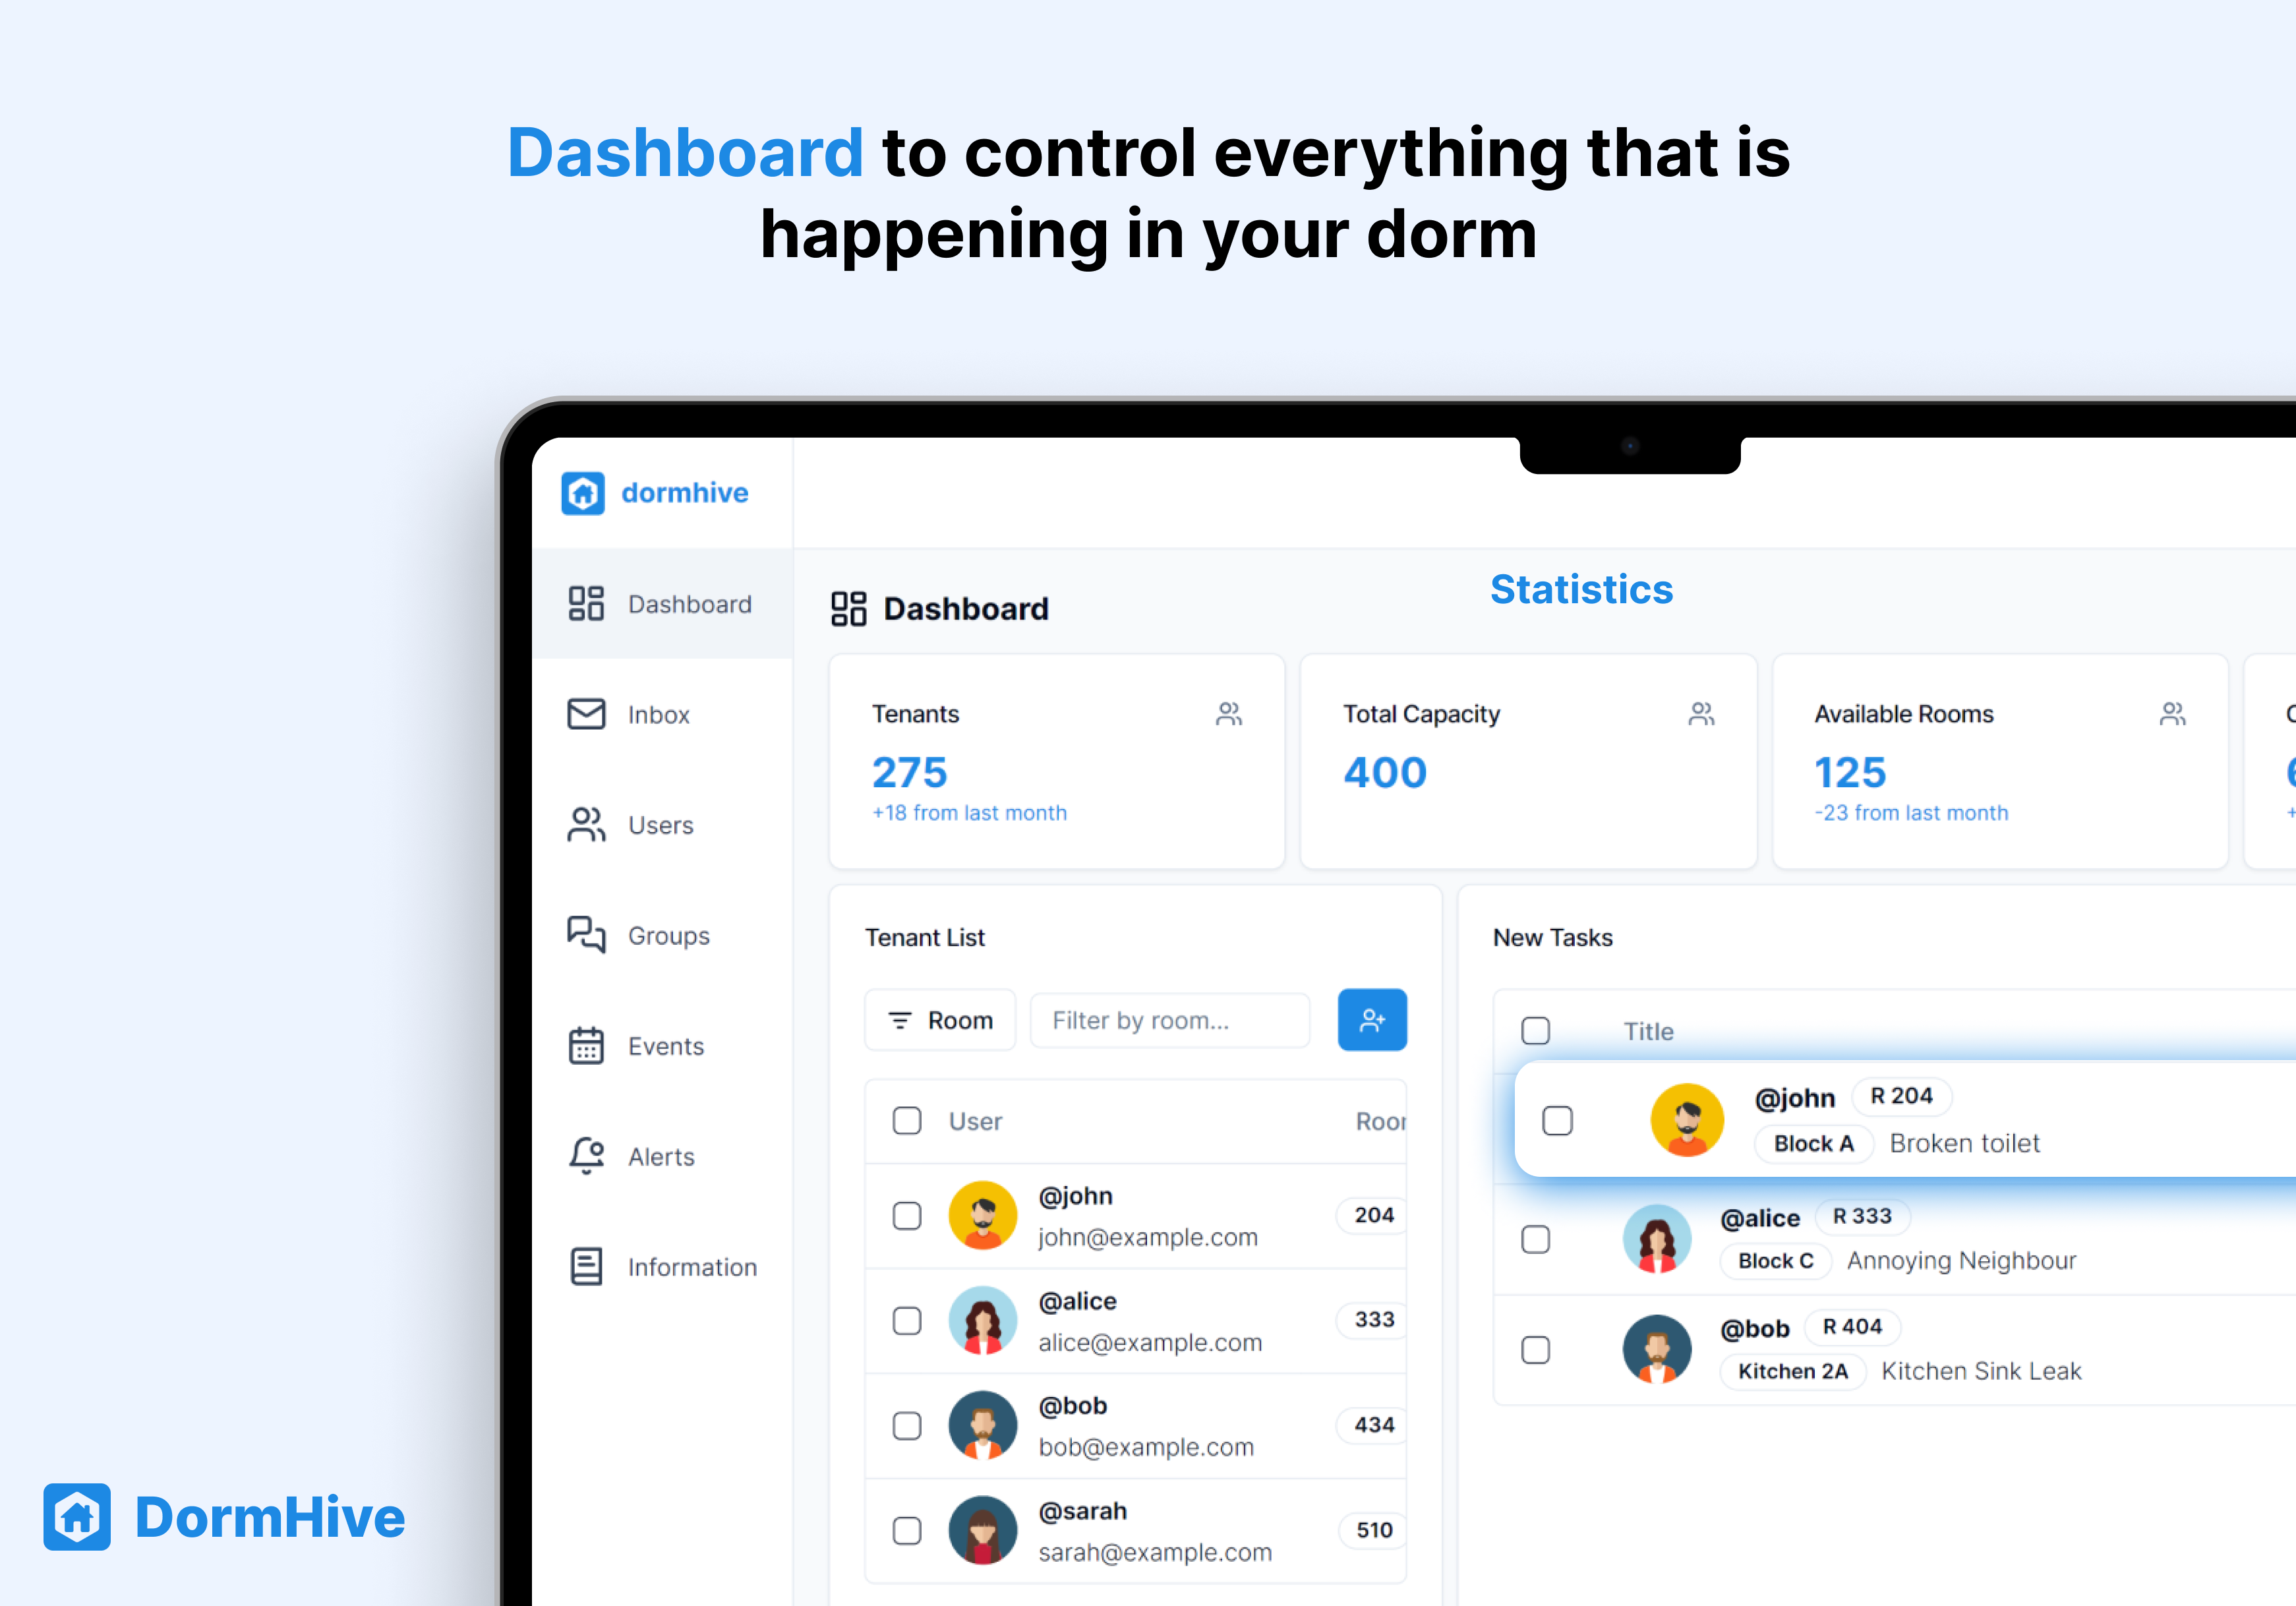 Dashboard to control everything that is
happening in your dorm
dormhive
Dashboard
Inbox
Users
Groups
Events
Alerts
Information
Dashboard
Statistics
Tenants
275
+18 from last month
Total Capacity
400
Available Rooms
125
-23 from last month
Tenant List
Room
Filter by room...
User
@john
john@example.com
204
@alice
alice@example.com
333
@bob
bob@example.com
434
@sarah
sarah@example.com
510
New Tasks
Title
@john R 204
Block A Broken toilet
@alice R 333
Block C Annoying Neighbour
@bob R 404
Kitchen 2A Kitchen Sink Leak
DormHive